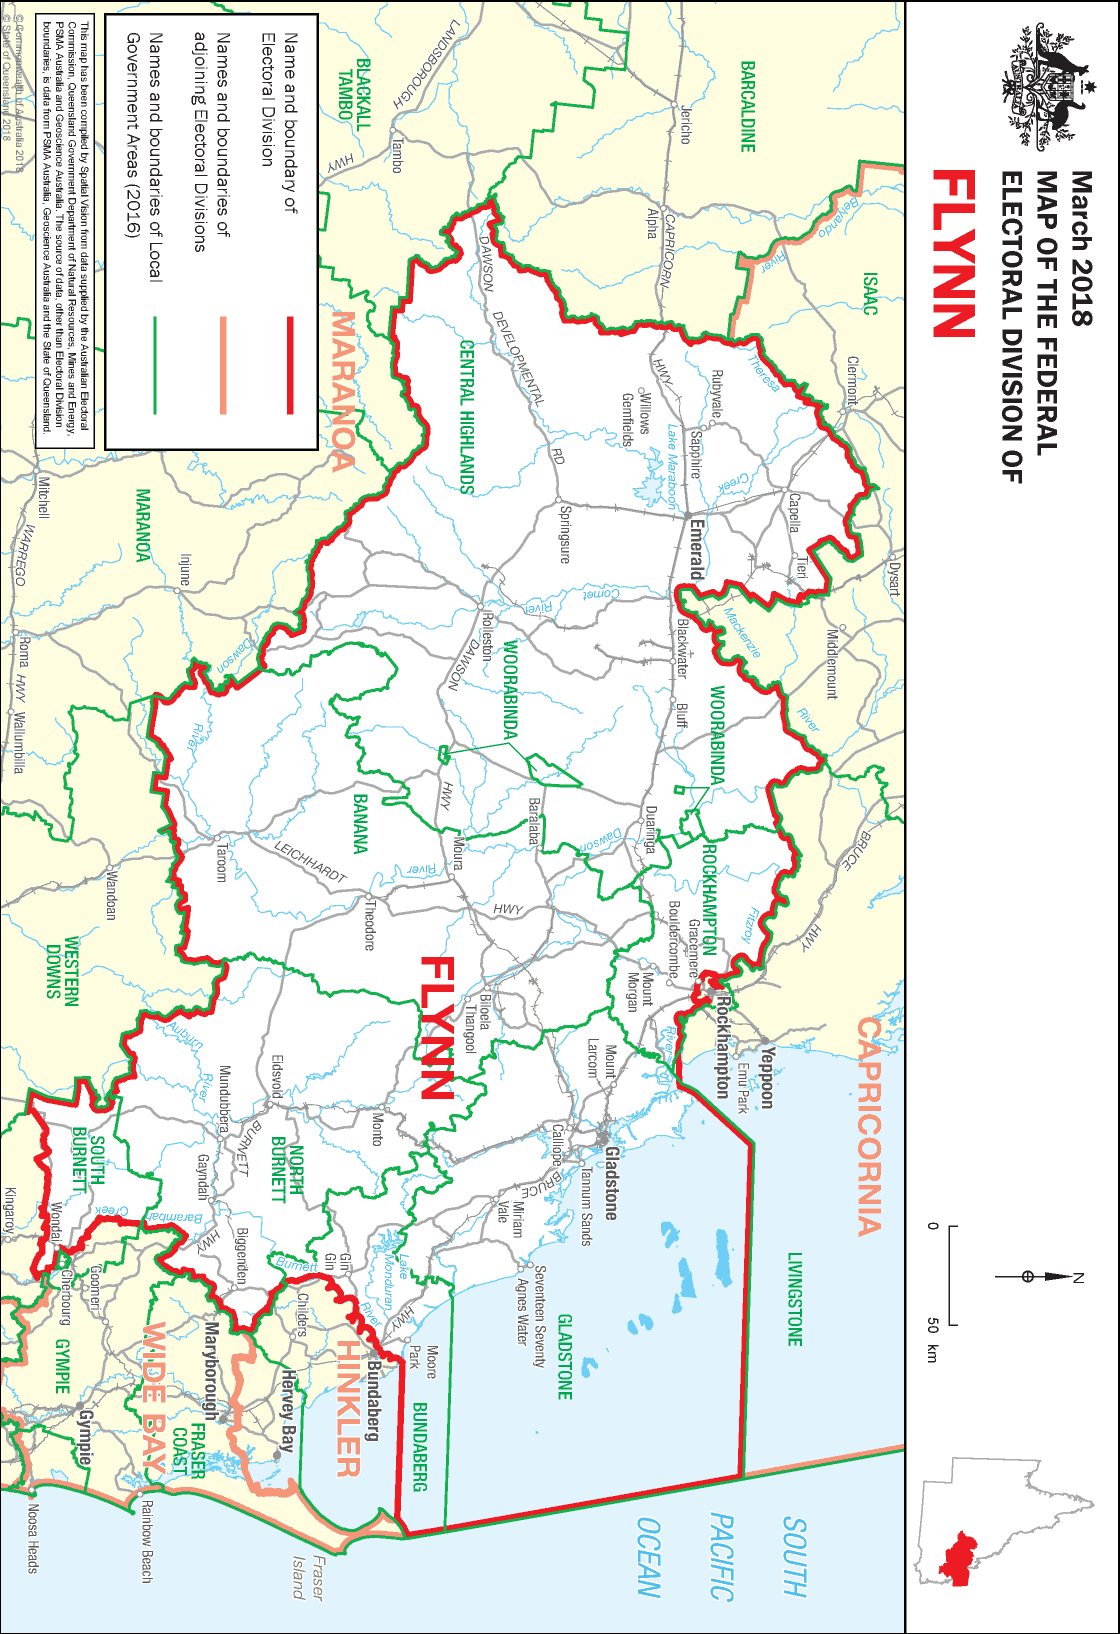 March 2018
MAP OF THE FEDERAL
ELECTORAL DIVISION OF
FLYNN
N
0 50 km
BARCALDINE
ISAAC
Belyando
River
Jericho
Alpha
CAPRICORN
HWY
LANDSBOROUGH
HWY
BLACKALL
TAMBO
Tambo
DAWSON
DEVELOPMENTAL
RD
CENTRAL HIGHLANDS
Clermont
Theresa
Creek
Rubyvale
Sapphire
Willows
Gemfields
Lake Maraboon
Capella
Tieri
Emerald
Springsure
Dysart
Middlemount
Mackenzie
River
Comet
River
Blackwater
Bluff
Rolleston
DAWSON
HWY
WOORABINDA
WOORABINDA
MARANOA
MARANOA
Injune
Mitchell
WARREGO
HWY
Roma
Wallumbilla
Dawson
River
Duaringa
Baralaba
Dawson
River
Moura
BANANA
Taroom
LEICHHARDT
HWY
Theodore
Wandoan
WESTERN
DOWNS
ROCKHAMPTON
Fitzroy
River
BRUCE
HWY
Gracemere
Bouldercombe
Mount
Morgan
Rockhampton
Yeppoon
Emu Park
CAPRICORNIA
Biloela
Thangool
FLYNN
Mount
Larcom
Gladstone
Calliope
Tannum Sands
BRUCE
Miriam
Vale
Seventeen Seventy
Agnes Water
GLADSTONE
LIVINGSTONE
Auburn
River
Eidsvold
Mundubbera
Monto
BURNETT
HWY
NORTH
BURNETT
Gayndah
Biggenden
SOUTH
BURNETT
Barambah
Creek
Wondai
Kingaroy
Cherbourg
Goomeri
GYMPIE
Gympie
Burnett
River
Gin
Gin
Lake
Monduran
HWY
Childers
Moore
Park
Bundaberg
BUNDABERG
HINKLER
Maryborough
Hervey Bay
WIDE BAY
FRASER
COAST
Rainbow Beach
Noosa Heads
Fraser
Island
SOUTH
PACIFIC
OCEAN
Name and boundary of
Electoral Division
Names and boundaries of
adjoining Electoral Divisions
Names and boundaries of Local
Government Areas (2016)
This map has been compiled by Spatial Vision from data supplied by the Australian Electoral
Commission, Queensland Government Department of Natural Resources, Mines and Energy,
PSMA Australia and Geoscience Australia. The source of data, other than Electoral Division
boundaries, is data from PSMA Australia, Geoscience Australia and the State of Queensland.
© Commonwealth of Australia 2018
© State of Queensland 2018